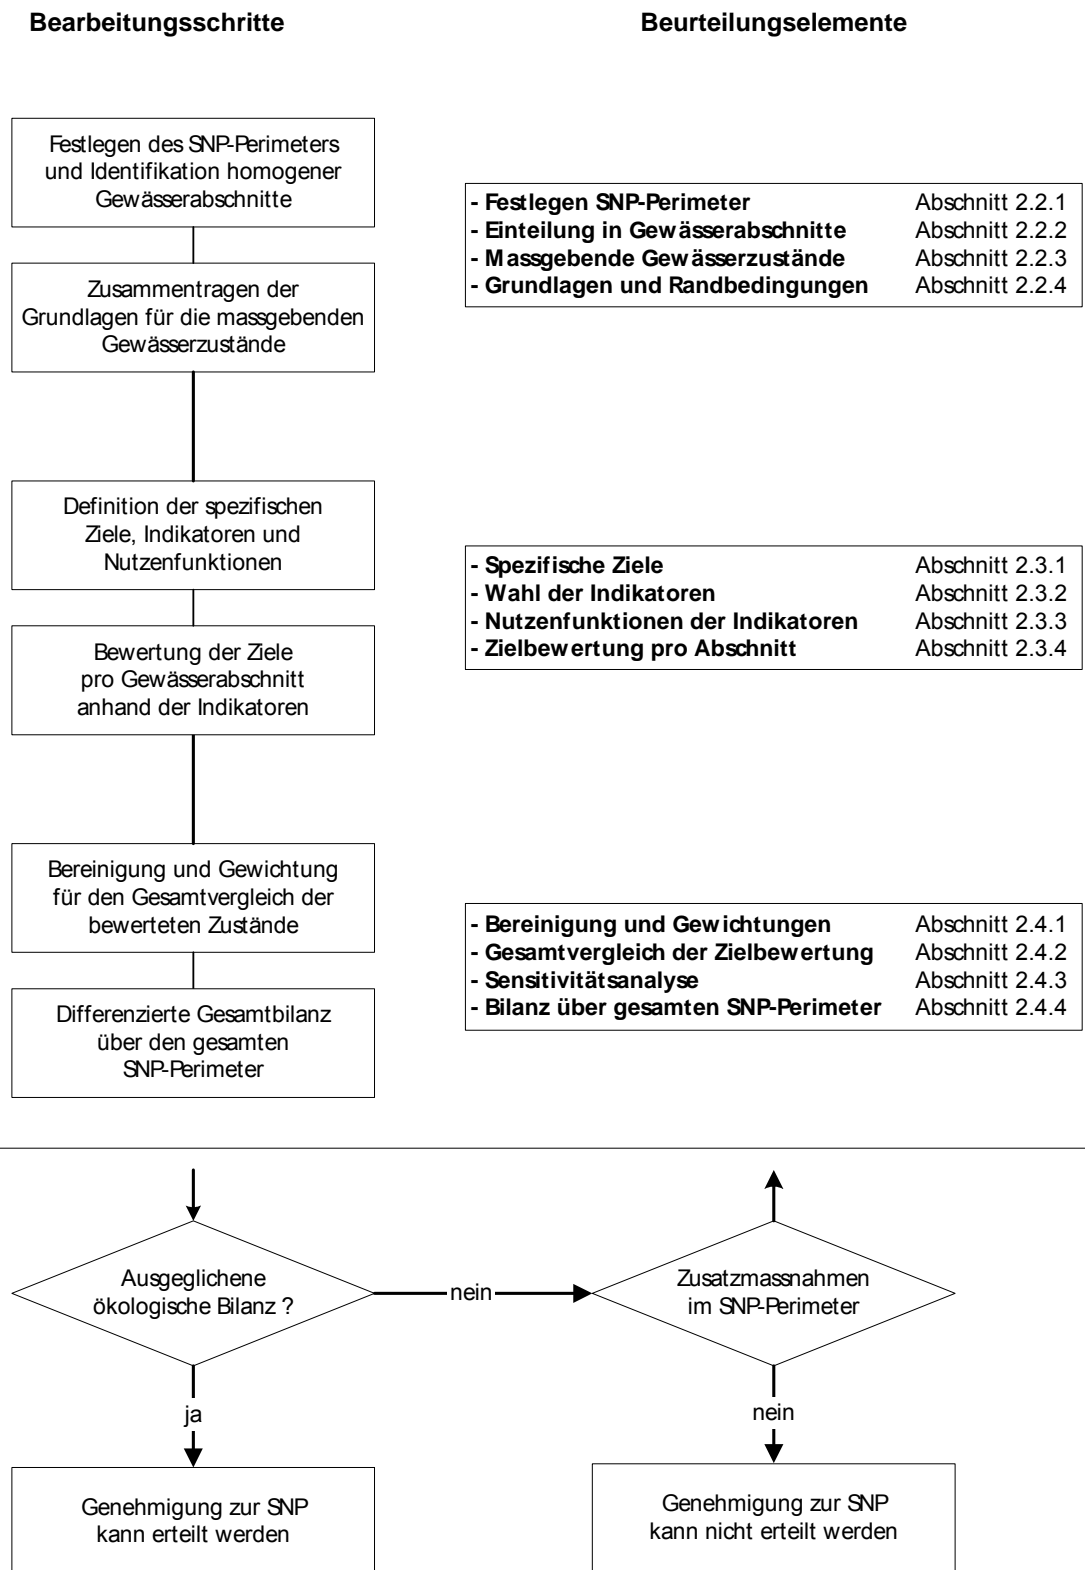 Bearbeitungsschritte
Beurteilungselemente
Festlegen des SNP-Perimeters
und Identifikation homogener
Gewässerabschnitte
- Festlegen SNP-Perimeter Abschnitt 2.2.1
- Einteilung in Gewässerabschnitte Abschnitt 2.2.2
- Massgebende Gewässerzustände Abschnitt 2.2.3
- Grundlagen und Randbedingungen Abschnitt 2.2.4
Zusammentragen der
Grundlagen für die massgebenden
Gewässerzustände
Definition der spezifischen
Ziele, Indikatoren und
Nutzenfunktionen
- Spezifische Ziele Abschnitt 2.3.1
- Wahl der Indikatoren Abschnitt 2.3.2
- Nutzenfunktionen der Indikatoren Abschnitt 2.3.3
- Zielbewertung pro Abschnitt Abschnitt 2.3.4
Bewertung der Ziele
pro Gewässerabschnitt
anhand der Indikatoren
Bereinigung und Gewichtung
für den Gesamtvergleich der
bewerteten Zustände
- Bereinigung und Gewichtungen Abschnitt 2.4.1
- Gesamtvergleich der Zielbewertung Abschnitt 2.4.2
- Sensitivitätsanalyse Abschnitt 2.4.3
- Bilanz über gesamten SNP-Perimeter Abschnitt 2.4.4
Differenzierte Gesamtbilanz
über den gesamten
SNP-Perimeter
Ausgeglichene
ökologische Bilanz ?
nein
Zusatzmassnahmen
im SNP-Perimeter
ja
nein
Genehmigung zur SNP
kann erteilt werden
Genehmigung zur SNP
kann nicht erteilt werden